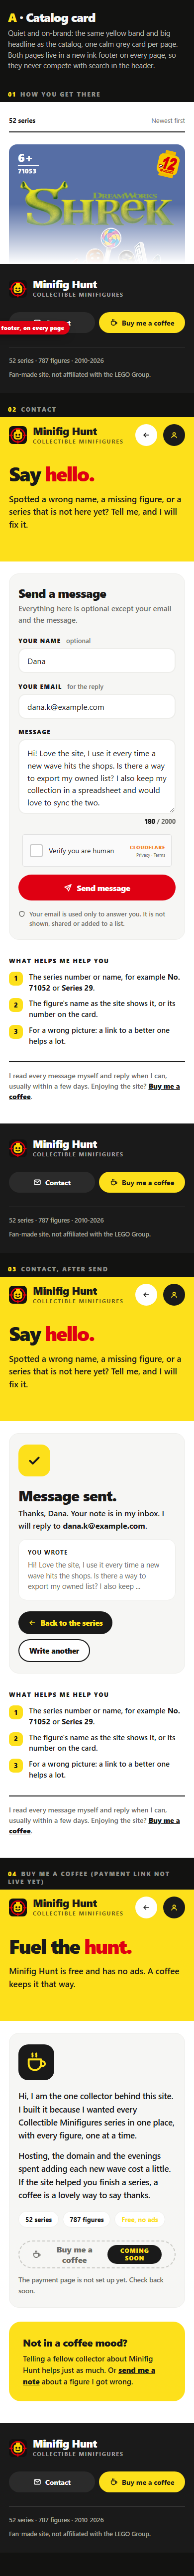 A · Catalog card
Quiet and on-brand: the same yellow band and big
headline as the catalog, one calm grey card per page.
Both pages live in a new ink footer on every page, so
they never compete with search in the header.
01 HOW YOU GET THERE
52 series
Newest first
6+
71053
12
DREAMWORKS
SHREK
Minifig Hunt
COLLECTIBLE MINIFIGURES
footer, on every page
Buy me a coffee
52 series · 787 figures · 2010-2026
Fan-made site, not affiliated with the LEGO Group.
02 CONTACT
Minifig Hunt
COLLECTIBLE MINIFIGURES
Say hello.
Spotted a wrong name, a missing figure, or a
series that is not here yet? Tell me, and I will
fix it.
Send a message
Everything here is optional except your email
and the message.
YOUR NAME optional
Dana
YOUR EMAIL for the reply
dana.k@example.com
MESSAGE
Hi! Love the site, I use it every time a
new wave hits the shops. Is there a way
to export my owned list? I also keep my
collection in a spreadsheet and would
love to sync the two.
180 / 2000
Verify you are human
CLOUDFLARE
Privacy · Terms
Send message
Your email is used only to answer you. It is not
shown, shared or added to a list.
WHAT HELPS ME HELP YOU
1 The series number or name, for example No.
71052 or Series 29.
2 The figure's name as the site shows it, or its
number on the card.
3 For a wrong picture: a link to a better one
helps a lot.
I read every message myself and reply when I can,
usually within a few days. Enjoying the site? Buy me a
coffee.
Minifig Hunt
COLLECTIBLE MINIFIGURES
Contact
Buy me a coffee
52 series · 787 figures · 2010-2026
Fan-made site, not affiliated with the LEGO Group.
03 CONTACT, AFTER SEND
Minifig Hunt
COLLECTIBLE MINIFIGURES
Say hello.
Spotted a wrong name, a missing figure, or a
series that is not here yet? Tell me, and I will
fix it.
Message sent.
Thanks, Dana. Your note is in my inbox. I
will reply to dana.k@example.com.
YOU WROTE
Hi! Love the site, I use it every time a new
wave hits the shops. Is there a way to
export my owned list? I also keep ...
Back to the series
Write another
WHAT HELPS ME HELP YOU
1 The series number or name, for example No.
71052 or Series 29.
2 The figure's name as the site shows it, or its
number on the card.
3 For a wrong picture: a link to a better one
helps a lot.
I read every message myself and reply when I can,
usually within a few days. Enjoying the site? Buy me a
coffee.
04 BUY ME A COFFEE (PAYMENT LINK NOT
LIVE YET)
Minifig Hunt
COLLECTIBLE MINIFIGURES
Fuel the hunt.
Minifig Hunt is free and has no ads. A coffee
keeps it that way.
Hi, I am the one collector behind this site.
I built it because I wanted every
Collectible Minifigures series in one place,
with every figure, one at a time.
Hosting, the domain and the evenings
spent adding each new wave cost a little.
If the site helped you finish a series, a
coffee is a lovely way to say thanks.
52 series
787 figures
Free, no ads
Buy me a
coffee
COMING
SOON
The payment page is not set up yet. Check back
soon.
Not in a coffee mood?
Telling a fellow collector about Minifig
Hunt helps just as much. Or send me a
note about a figure I got wrong.
Minifig Hunt
COLLECTIBLE MINIFIGURES
Contact
Buy me a coffee
52 series · 787 figures · 2010-2026
Fan-made site, not affiliated with the LEGO Group.